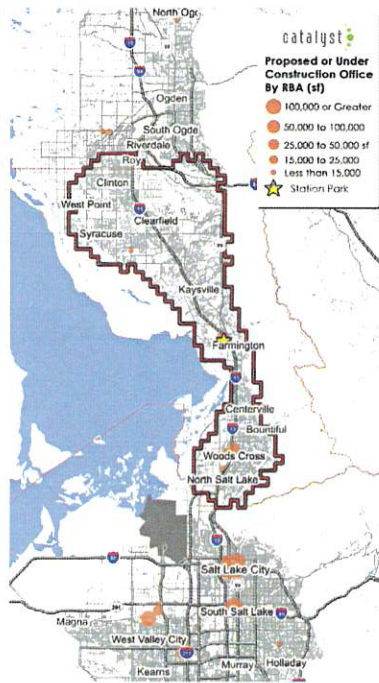 North Ogd
catalyst
Proposed or Under
Construction Office
By RBA (sf)
100,000 or Greater
50,000 to 100,000
25,000 to 50,000 sf
15,000 to 25,000
Less than 15,000
Station Park
Ogden
South Ogde
Riverdale
Roy
Clinton
West Point
Clearfield
Syracuse
Kaysville
Farmington
Centerville
Bountiful
Woods Cross
North Salt Lake
Salt Lake City
South Salt Lake
Magna
West Valley City
Murray
Holladay
Kearns